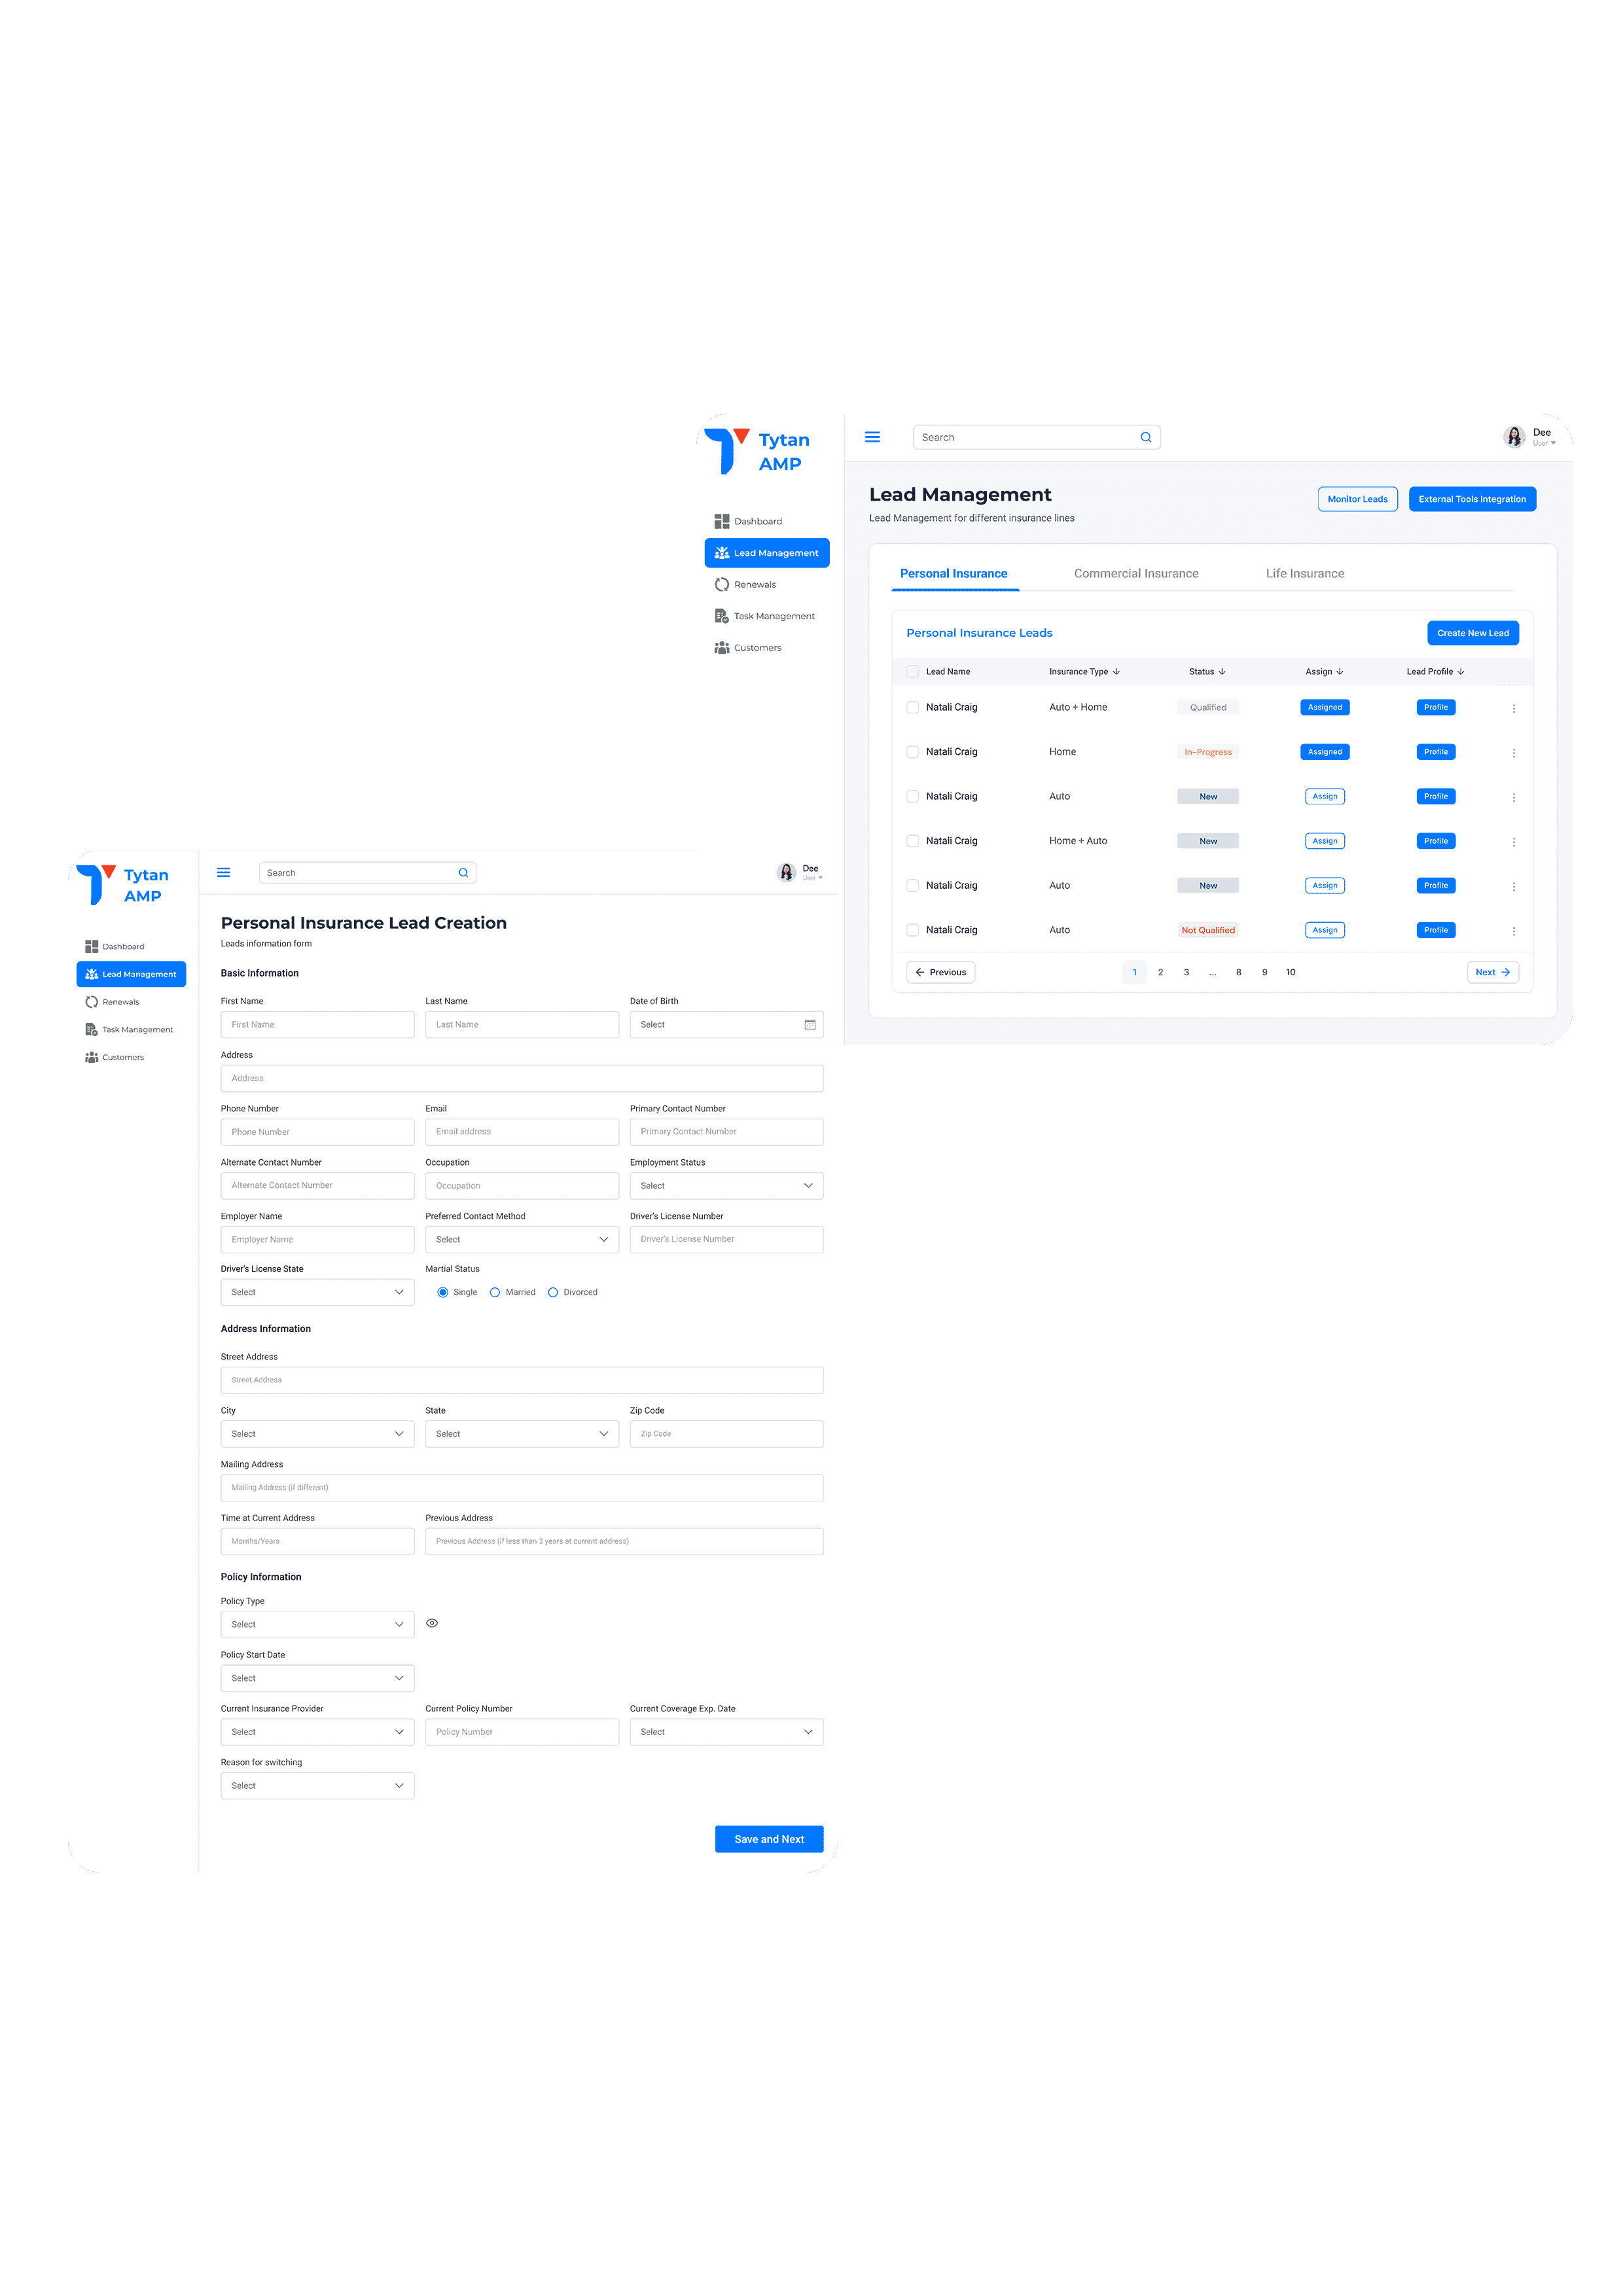 Tytan
AMP
Dashboard
Lead Management
Renewals
Task Management
Customers
Search
Dee
User
Lead Management
Lead Management for different insurance lines
Monitor Leads
External Tools Integration
Personal Insurance
Commercial Insurance
Life Insurance
Personal Insurance Leads
Create New Lead
Lead Name Insurance Type Status Assign Lead Profile
Natali Craig Auto + Home Qualified Assigned Profile
Natali Craig Home In-Progress Assigned Profile
Natali Craig Auto New Assign Profile
Natali Craig Home + Auto New Assign Profile
Natali Craig Auto New Assign Profile
Natali Craig Auto Not Qualified Assign Profile
Previous 1 2 3 ... 8 9 10 Next
Tytan
AMP
Dashboard
Lead Management
Renewals
Task Management
Customers
Search
Dee
User
Personal Insurance Lead Creation
Leads information form
Basic Information
First Name Last Name Date of Birth
First Name Last Name Select
Address
Address
Phone Number Email Primary Contact Number
Phone Number Email address Primary Contact Number
Alternate Contact Number Occupation Employment Status
Alternate Contact Number Occupation Select
Employer Name Preferred Contact Method Driver's License Number
Employer Name Select Driver's License Number
Driver's License State Martial Status
Select Single Married Divorced
Address Information
Street Address
Street Address
City State Zip Code
Select Select Zip Code
Mailing Address
Mailing Address (if different)
Time at Current Address Previous Address
Months/Years Previous Address (if less than 3 years at current address)
Policy Information
Policy Type
Select
Policy Start Date
Select
Current Insurance Provider Current Policy Number Current Coverage Exp. Date
Select Policy Number Select
Reason for switching
Select
Save and Next